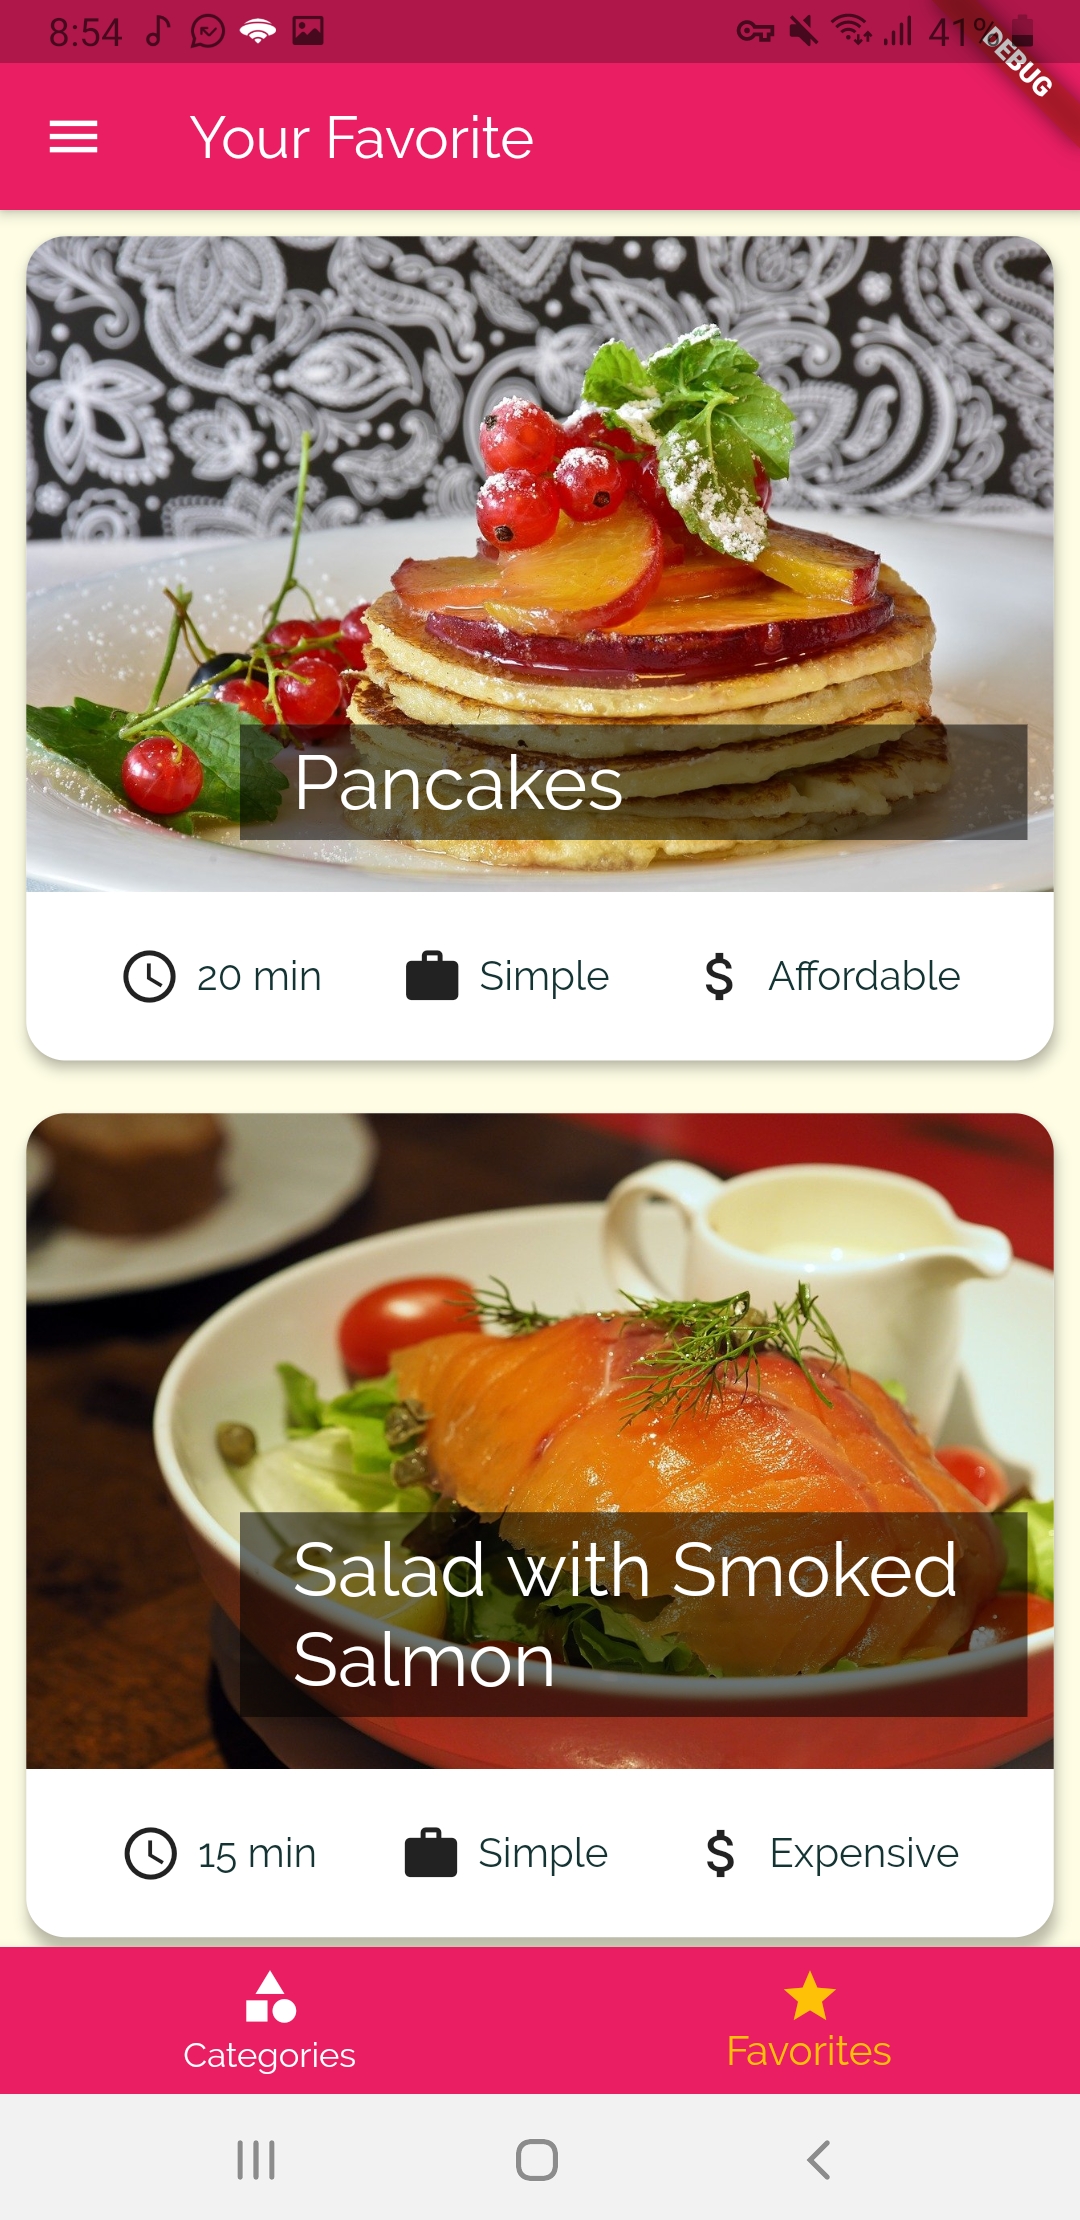 8:54
41%
DEBUG
Your Favorite
Pancakes
20 min Simple Affordable
Salad with Smoked
Salmon
15 min Simple Expensive
Categories Favorites